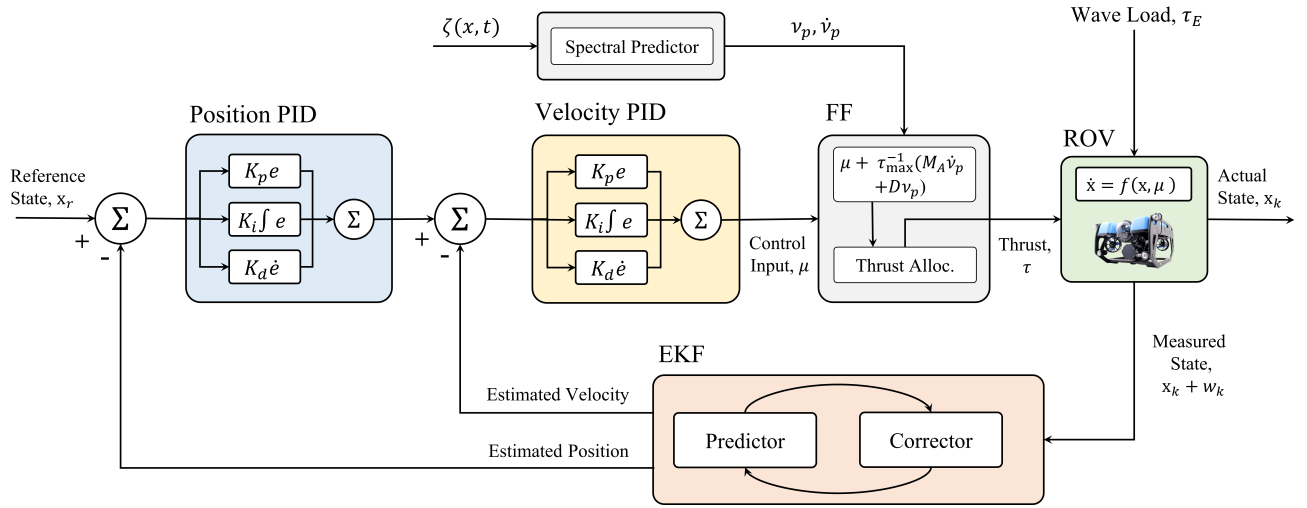 ζ(x, t)
Spectral Predictor
ν_p, ν̇_p
Wave Load, τ_E
Position PID
Velocity PID
FF
ROV
Reference
State, x_r
Σ
+
-
K_p e
K_i ∫ e
K_d ė
Σ
Σ
+
-
K_p e
K_i ∫ e
K_d ė
Σ
Control
Input, μ
μ + τ_max^{-1}(M_A ν̇_p
+Dν_p)
Thrust Alloc.
Thrust,
τ
ẋ = f(x, μ )
Actual
State, x_k
Measured
State,
x_k + w_k
EKF
Estimated Velocity
Estimated Position
Predictor
Corrector